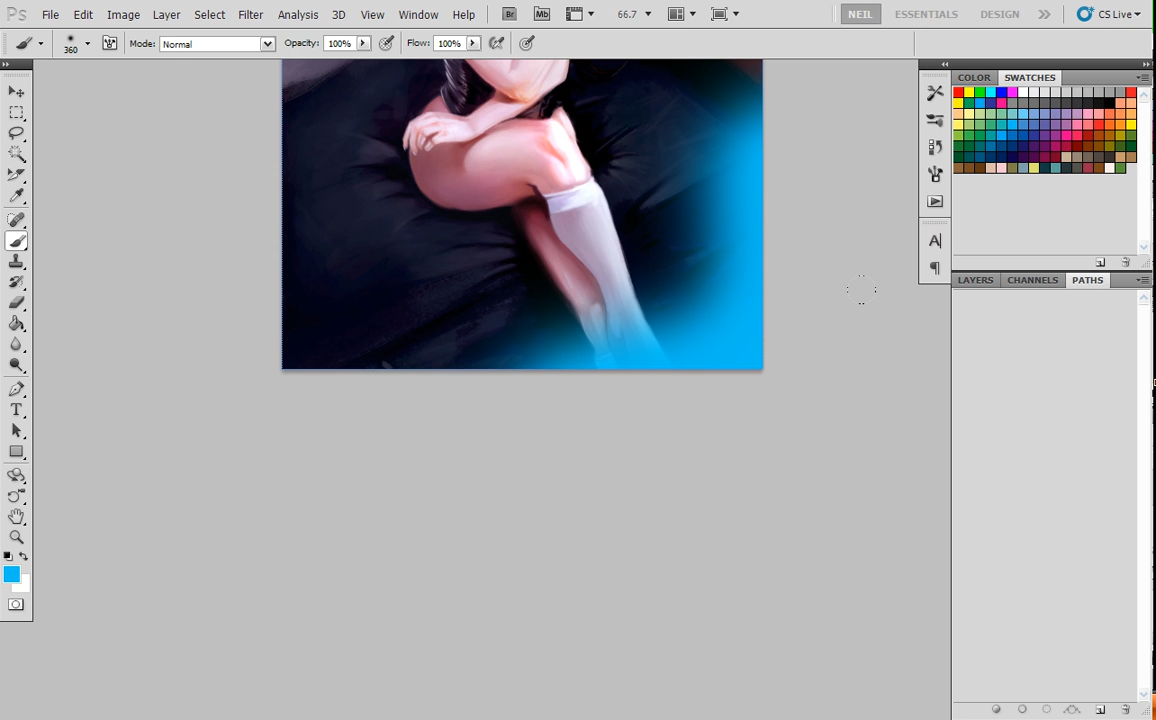 Ps File Edit Image Layer Select Filter Analysis 3D View Window Help Br Mb 66.7 NEIL ESSENTIALS DESIGN CS Live
360 Mode: Normal Opacity: 100% Flow: 100%
COLOR SWATCHES
A
LAYERS CHANNELS PATHS
T